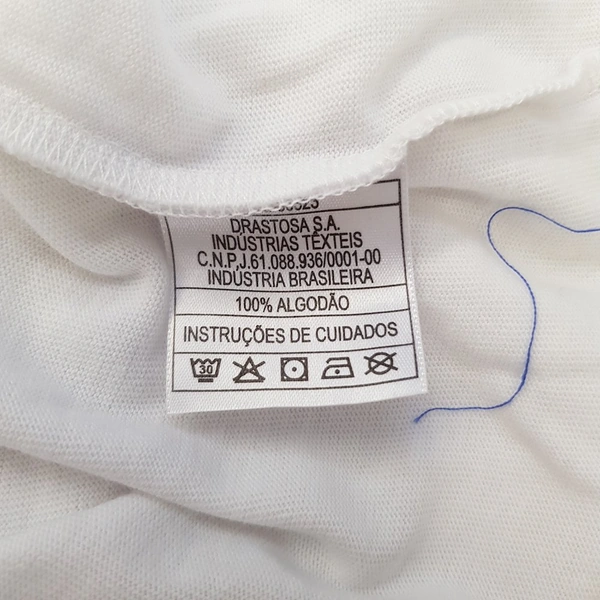 DRASTOSA S.A.
INDÚSTRIAS TÊXTEIS
C.N.P.J.61.088.936/0001-00
INDÚSTRIA BRASILEIRA
100% ALGODÃO
INSTRUÇÕES DE CUIDADOS
30